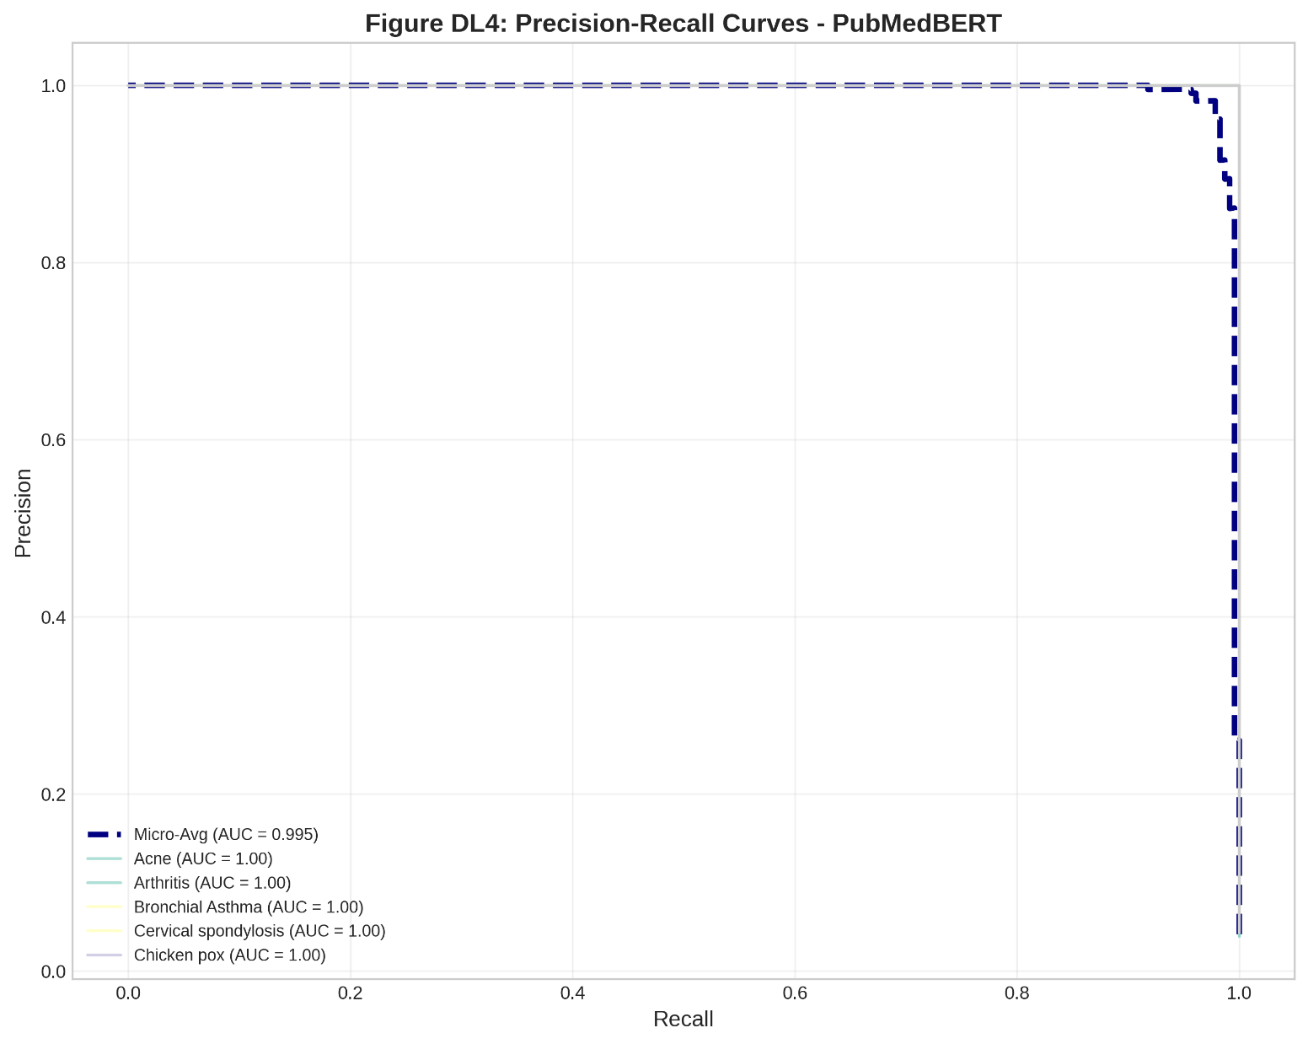 Figure DL4: Precision-Recall Curves - PubMedBERT
1.0
0.8
0.6
0.4
0.2
0.0
Precision
Micro-Avg (AUC = 0.995)
Acne (AUC = 1.00)
Arthritis (AUC = 1.00)
Bronchial Asthma (AUC = 1.00)
Cervical spondylosis (AUC = 1.00)
Chicken pox (AUC = 1.00)
0.0 0.2 0.4 0.6 0.8 1.0
Recall